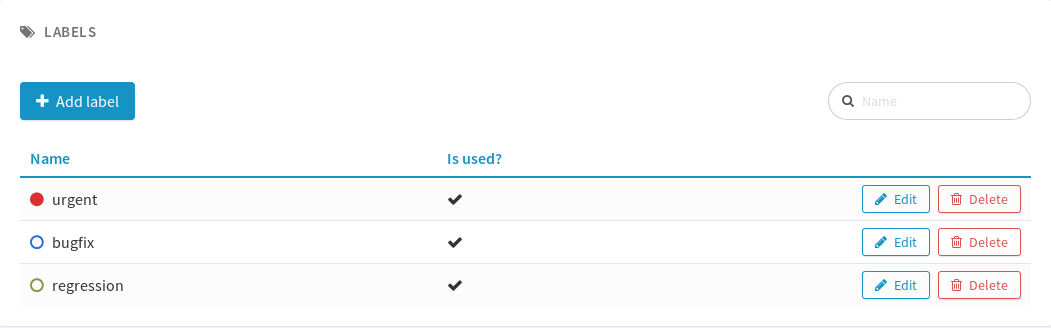 LABELS
Add label
Name
Name Is used?
urgent Edit Delete
bugfix Edit Delete
regression Edit Delete